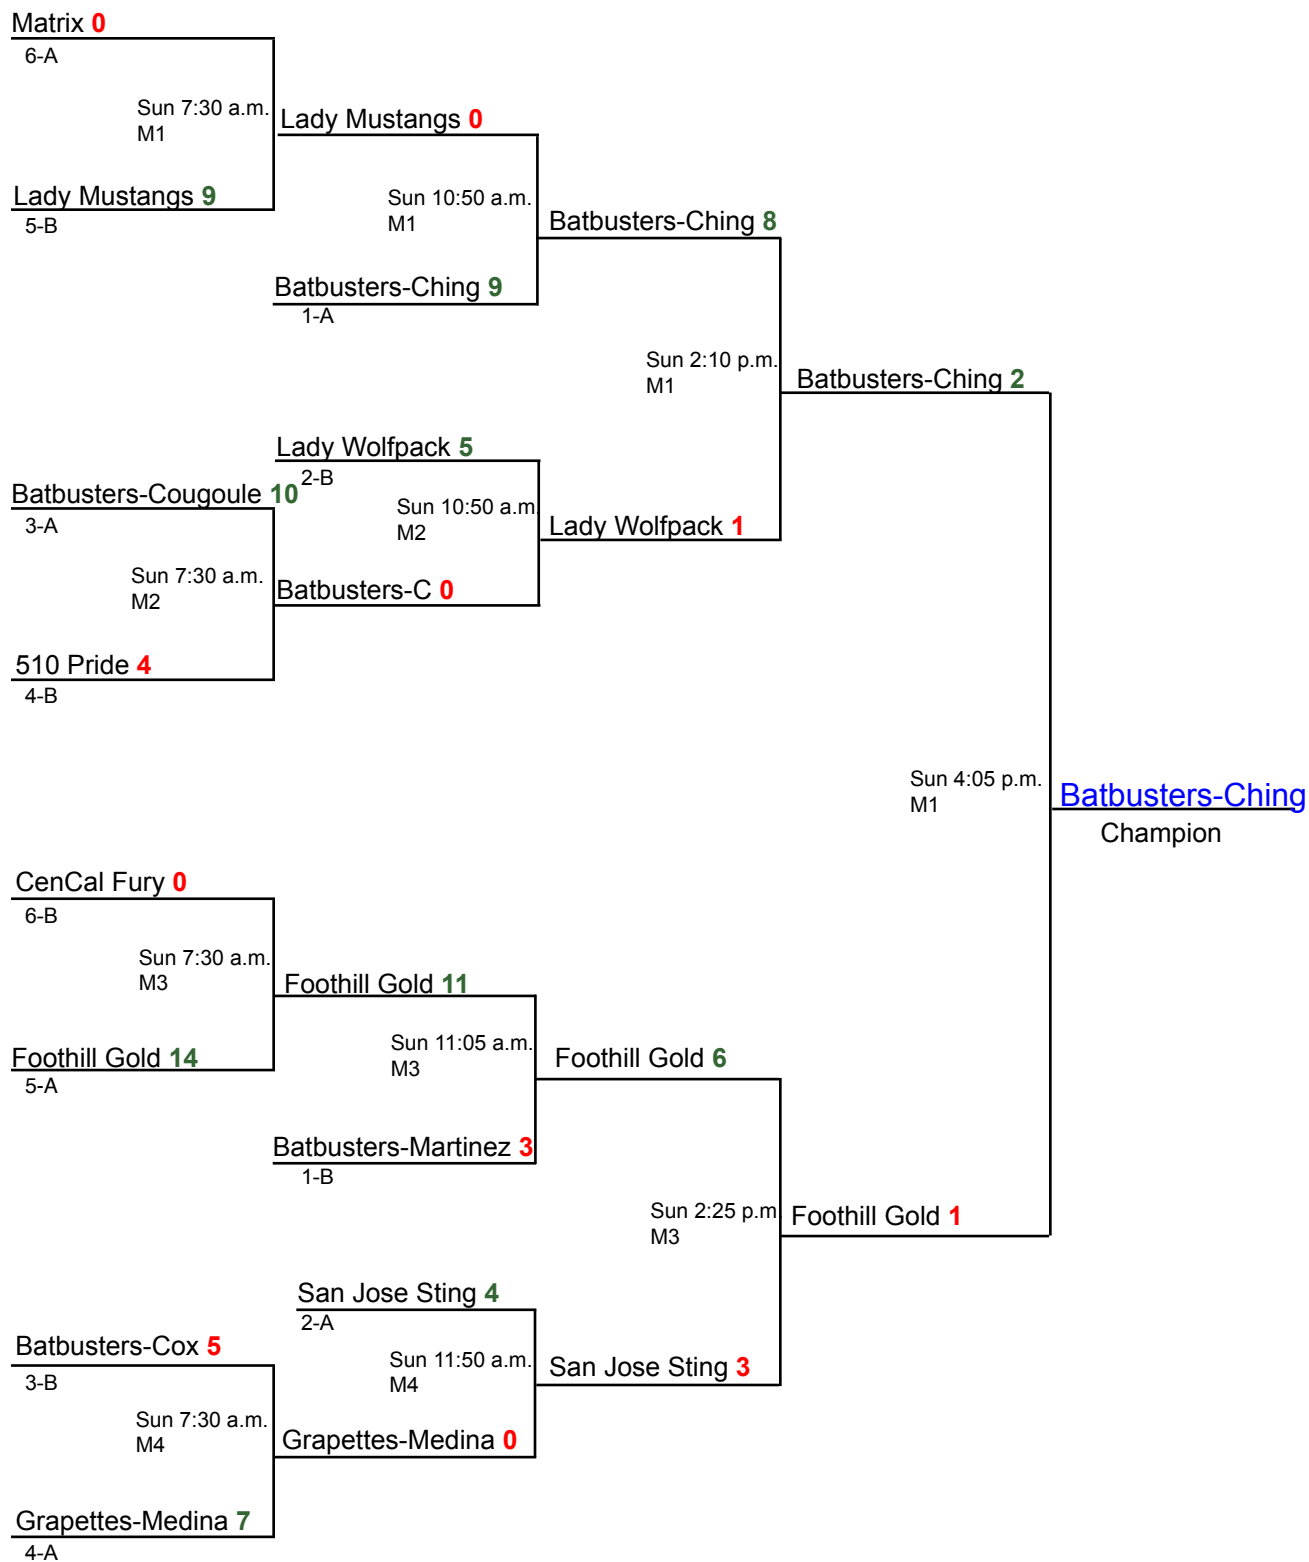 Matrix 0
6-A
Sun 7:30 a.m.
M1
Lady Mustangs 0
Lady Mustangs 9
5-B
Sun 10:50 a.m.
M1
Batbusters-Ching 8
Batbusters-Ching 9
1-A
Sun 2:10 p.m.
M1
Batbusters-Ching 2
Lady Wolfpack 5
2-B
Batbusters-Cougoule 10
3-A
Sun 10:50 a.m.
M2
Lady Wolfpack 1
Sun 7:30 a.m.
M2
Batbusters-C 0
510 Pride 4
4-B
Sun 4:05 p.m.
M1
Batbusters-Ching
Champion
CenCal Fury 0
6-B
Sun 7:30 a.m.
M3
Foothill Gold 11
Foothill Gold 14
5-A
Sun 11:05 a.m.
M3
Foothill Gold 6
Batbusters-Martinez 3
1-B
Sun 2:25 p.m
M3
Foothill Gold 1
San Jose Sting 4
2-A
Batbusters-Cox 5
3-B
Sun 11:50 a.m.
M4
San Jose Sting 3
Sun 7:30 a.m.
M4
Grapettes-Medina 0
Grapettes-Medina 7
4-A